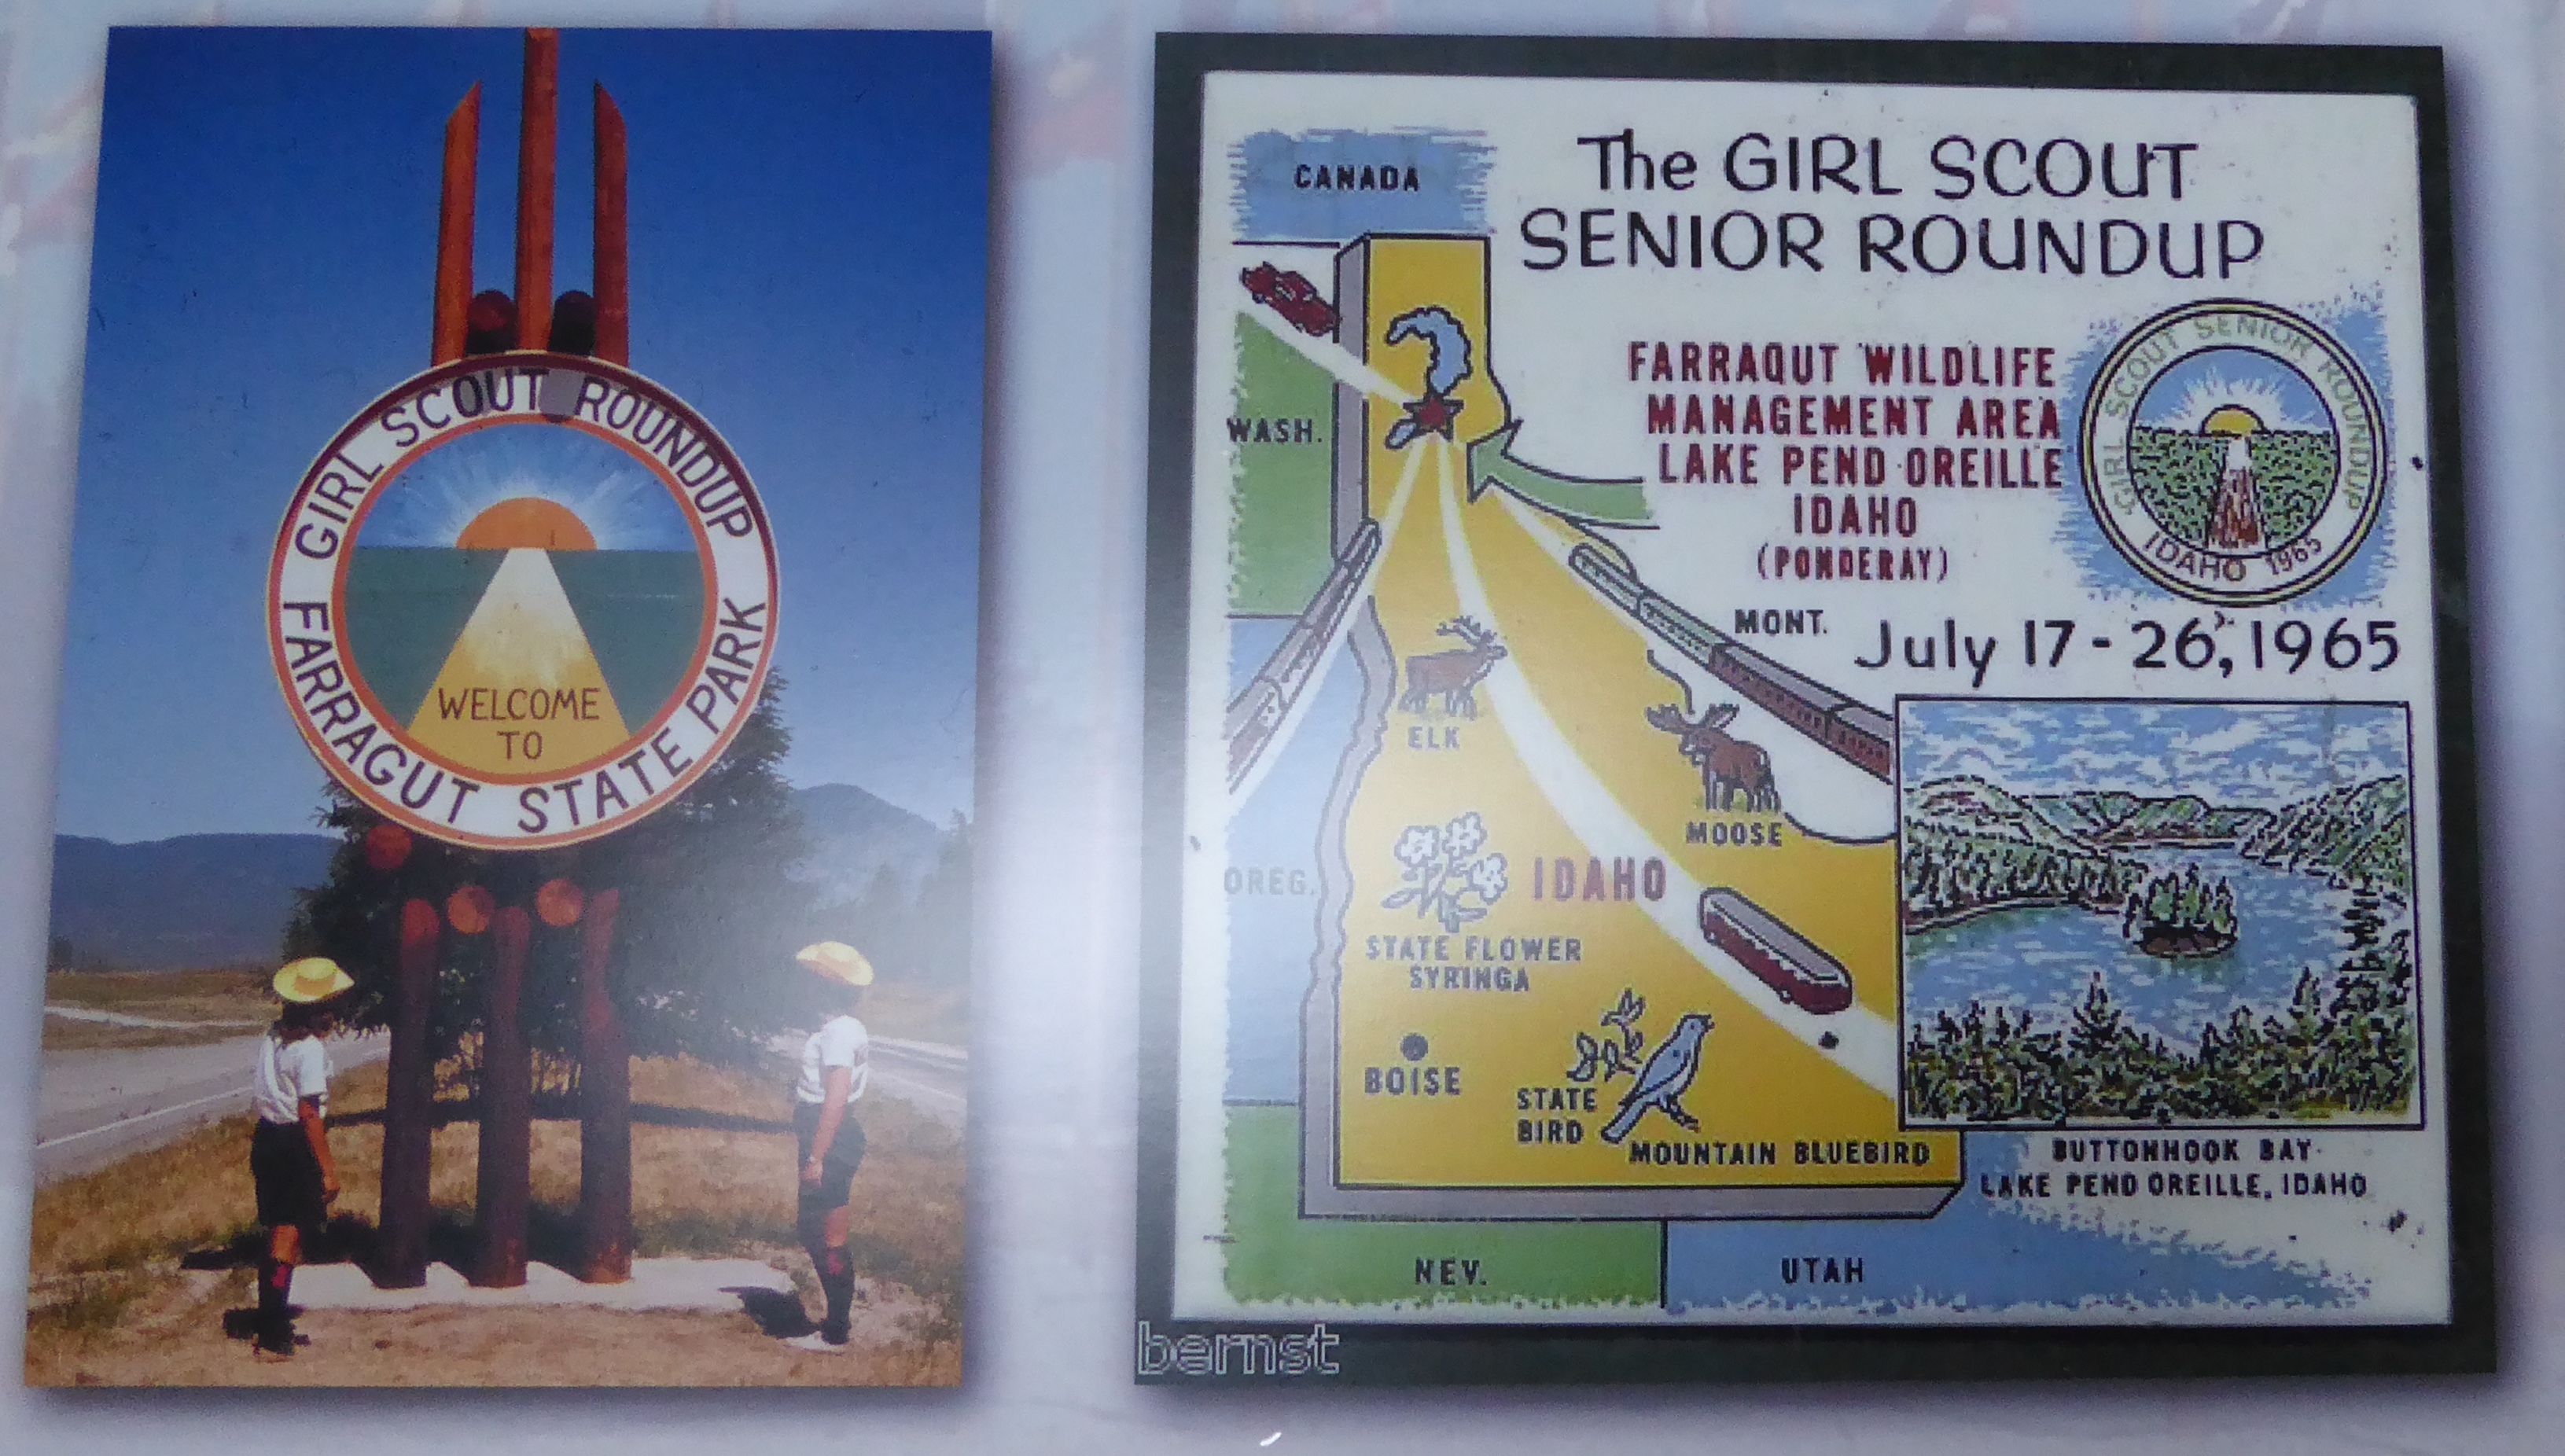 GIRL SCOUT ROUNDUP
FARRAGUT STATE PARK
WELCOME
TO
The GIRL SCOUT
SENIOR ROUNDUP
CANADA
FARRAQUT WILDLIFE
MANAGEMENT AREA
LAKE PEND OREILLE
IDAHO
(PONDERAY)
GIRL SCOUT SENIOR ROUNDUP
IDAHO 1965
WASH.
MONT.
July 17-26, 1965
ELK
MOOSE
OREG.
IDAHO
STATE FLOWER
SYRINGA
BOISE
STATE
BIRD
MOUNTAIN BLUEBIRD
BUTTONHOOK BAY
LAKE PEND OREILLE, IDAHO
NEV.
UTAH
bernst